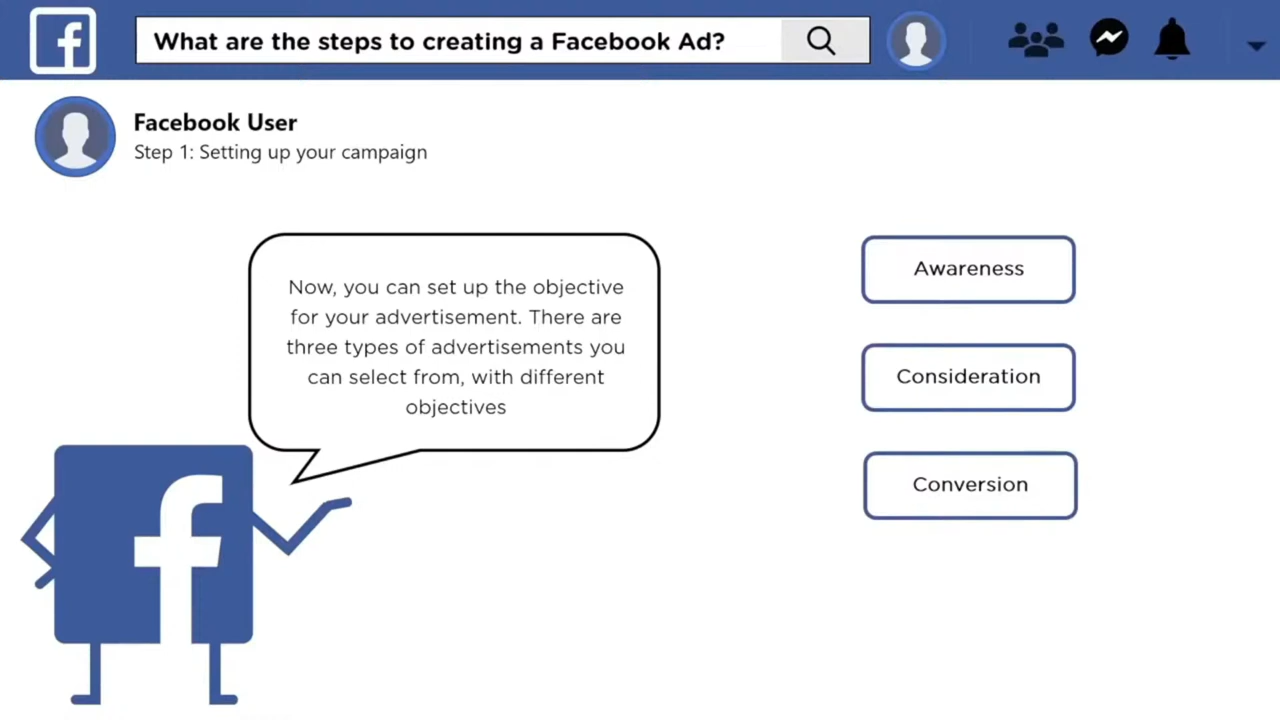 What are the steps to creating a Facebook Ad?
Facebook User
Step 1: Setting up your campaign
Now, you can set up the objective
for your advertisement. There are
three types of advertisements you
can select from, with different
objectives
Awareness
Consideration
Conversion